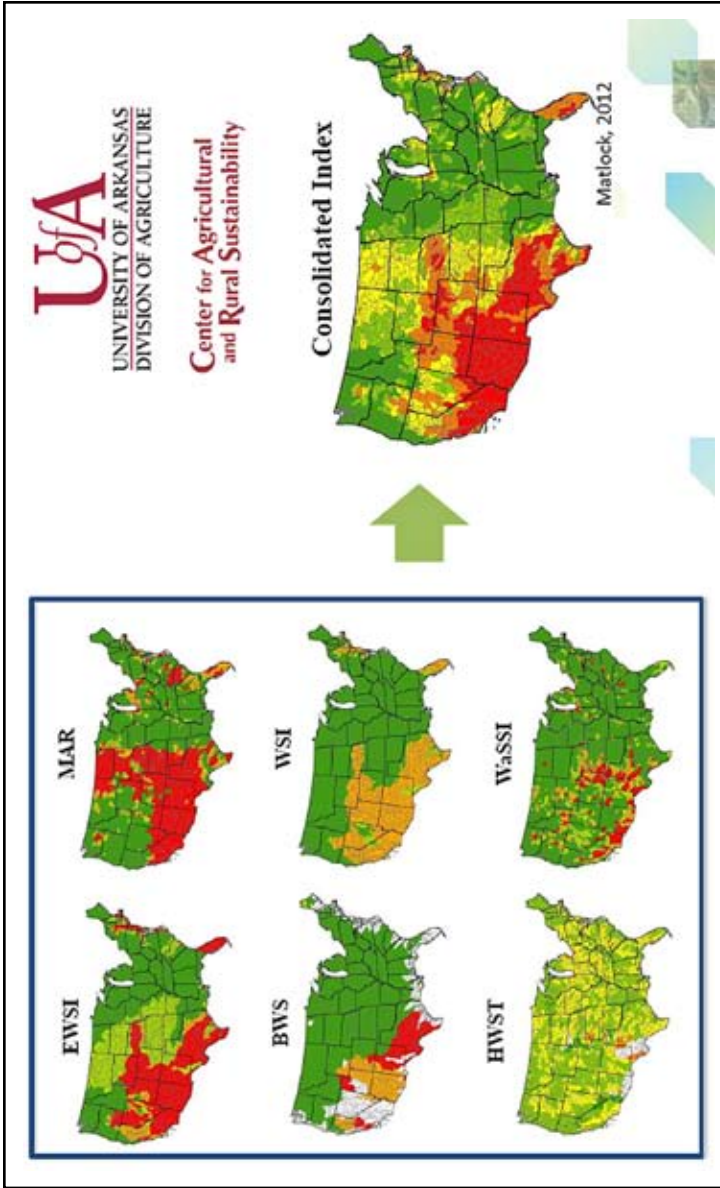 EWSI
MAR
BWS
WSI
HWST
WaSSI
UofA
UNIVERSITY OF ARKANSAS
DIVISION OF AGRICULTURE
Center for Agricultural
and Rural Sustainability
Consolidated Index
Matlock, 2012